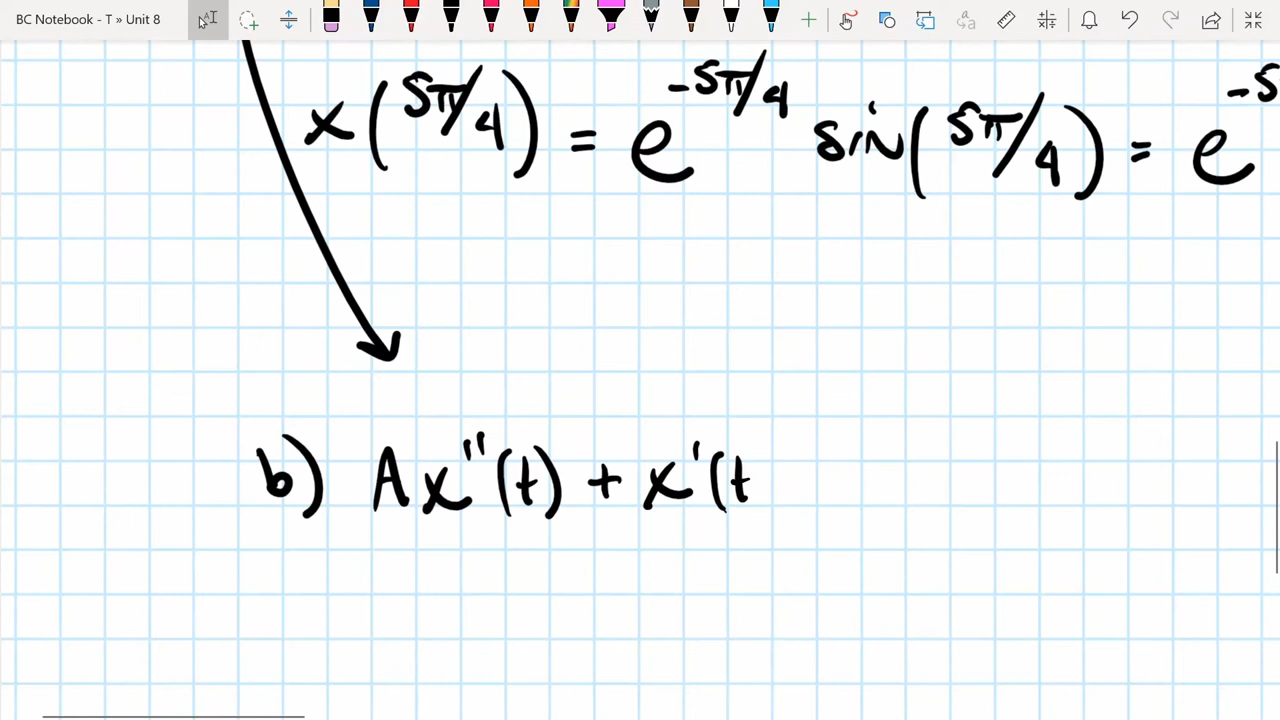 BC Notebook - T » Unit 8
x(5π/4) = e^{-5π/4} sin(5π/4) = e^{-5
b) Ax''(t) + x'(t